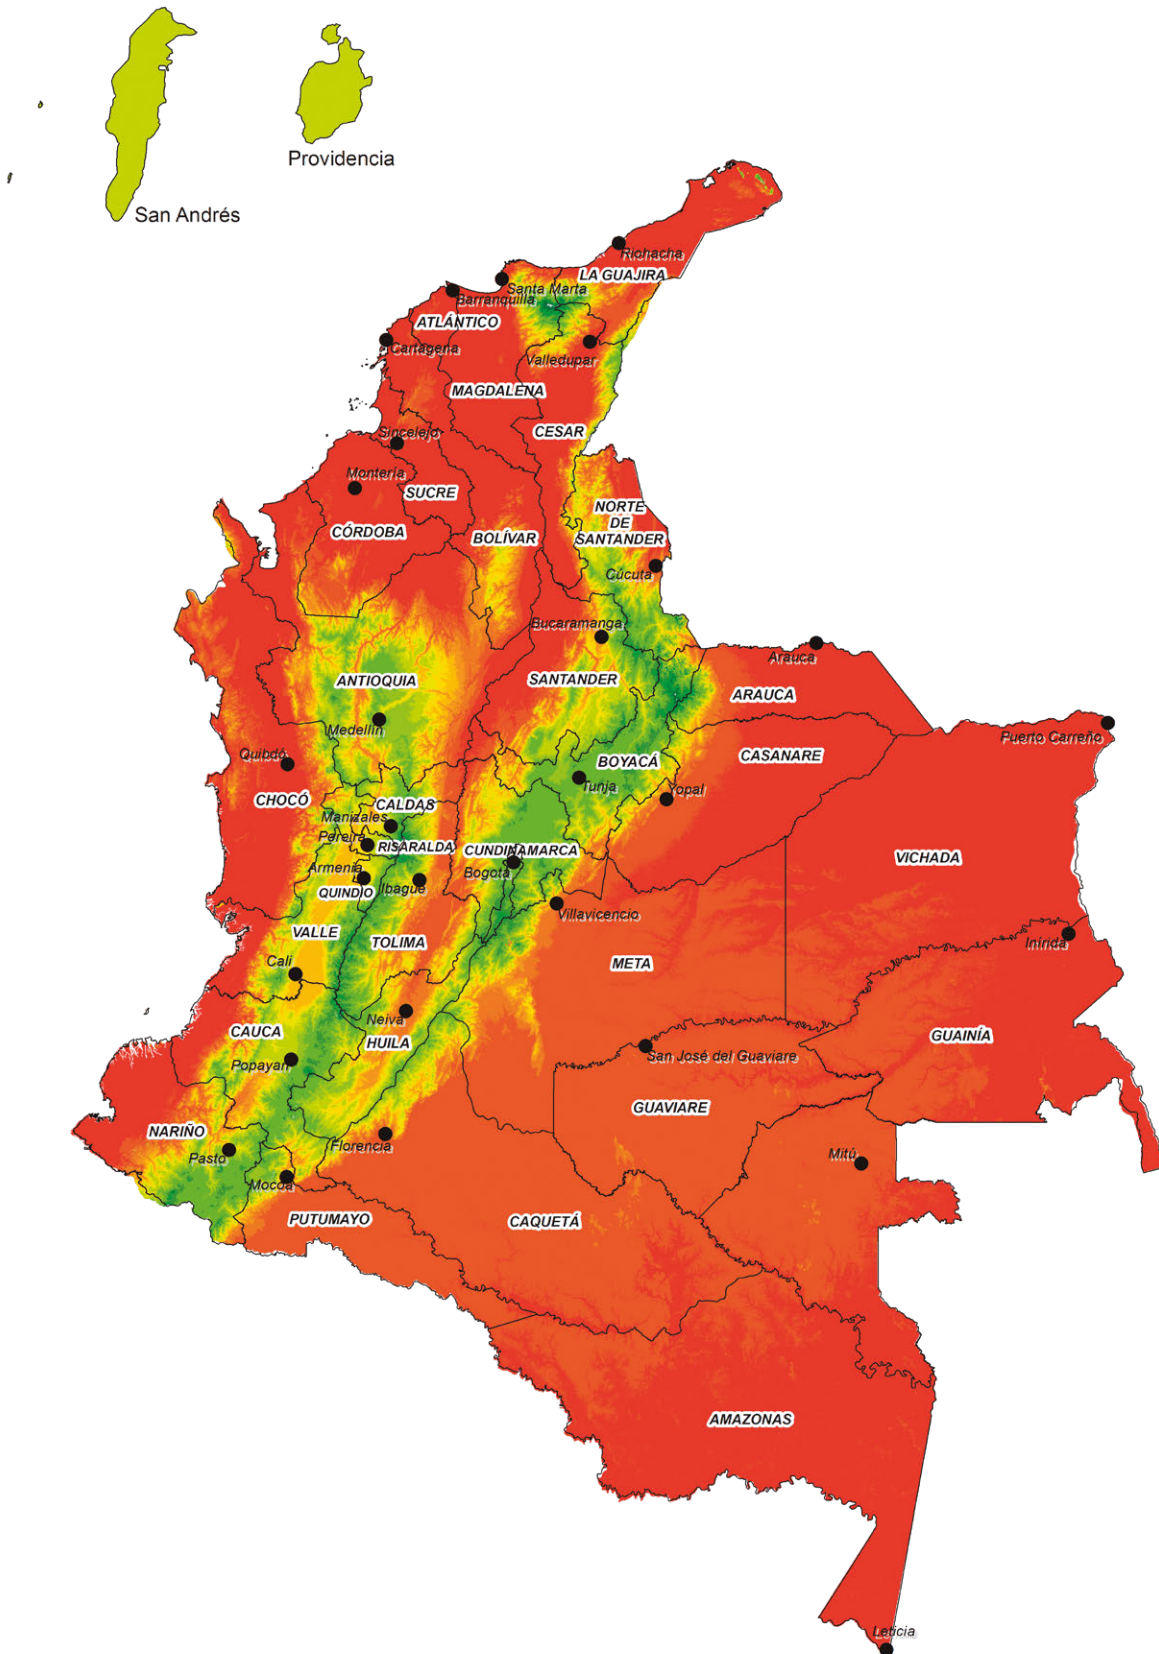 Providencia
San Andrés
Riohacha
LA GUAJIRA
Santa Marta
Barranquilla
ATLÁNTICO
Cartagena
Valledupar
MAGDALENA
CESAR
Sincelejo
Montería
SUCRE
NORTE
DE
SANTANDER
CÓRDOBA
BOLÍVAR
Cúcuta
Bucaramanga
Arauca
ANTIOQUIA
SANTANDER
ARAUCA
Medellín
Puerto Carreño
Quibdó
BOYACÁ
CASANARE
Tunja
Yopal
CHOCÓ
CALDAS
Manizales
Pereira
RISARALDA
CUNDINAMARCA
VICHADA
Armenia
Bogotá
QUINDIO
Ibague
Villavicencio
VALLE
TOLIMA
Inírida
Cali
META
Neiva
CAUCA
HUILA
GUAINÍA
Popayan
San José del Guaviare
GUAVIARE
NARIÑO
Florencia
Pasto
Mitú
Mocoa
PUTUMAYO
CAQUETÁ
AMAZONAS
Leticia